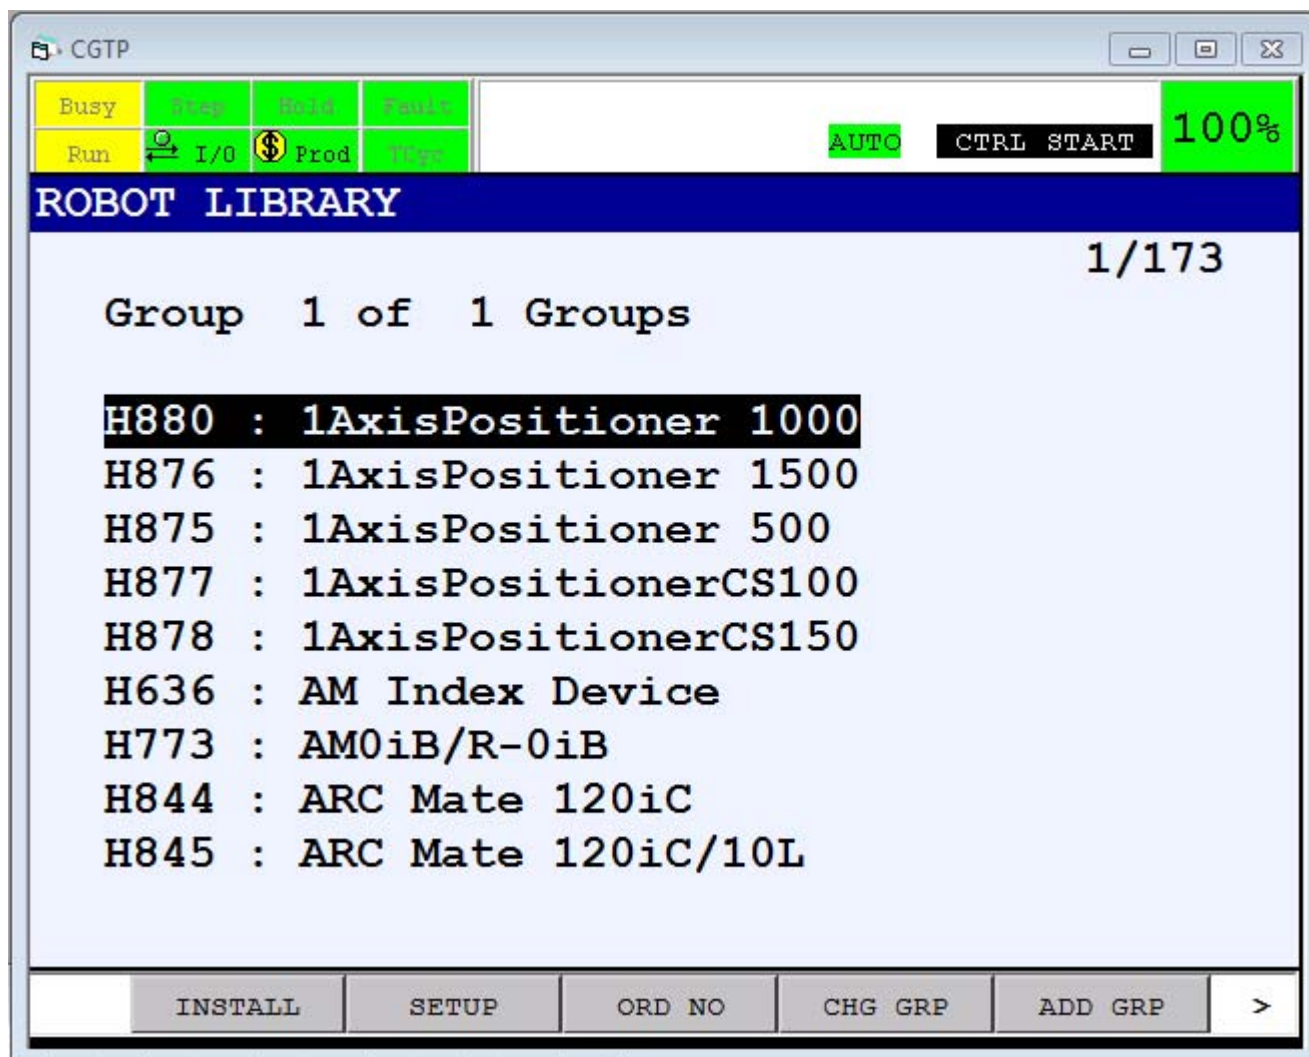 CGTP
Busy Step Hold Fault
Run I/O Prod TCyc
AUTO CTRL START 100%
ROBOT LIBRARY
1/173
Group 1 of 1 Groups
H880 : 1AxisPositioner 1000
H876 : 1AxisPositioner 1500
H875 : 1AxisPositioner 500
H877 : 1AxisPositionerCS100
H878 : 1AxisPositionerCS150
H636 : AM Index Device
H773 : AM0iB/R-0iB
H844 : ARC Mate 120iC
H845 : ARC Mate 120iC/10L
INSTALL SETUP ORD NO CHG GRP ADD GRP >